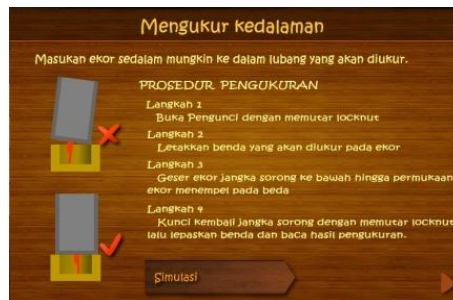 Mengukur kedalaman
Masukan ekor sedalam mungkin ke dalam lubang yang akan diukur.
PROSEDUR PENGUKURAN
Langkah 1
Buka Pengunci dengan memutar locknut
Langkah 2
Letakkan benda yang akan diukur pada ekor
Langkah 3
Geser ekor jangka sorong ke bawah hingga permukaan
ekor menempel pada beda
Langkah 4
Kunci kembali jangka sorong dengan memutar locknut
lalu lepaskan benda dan baca hasil pengukuran.
Simulasi